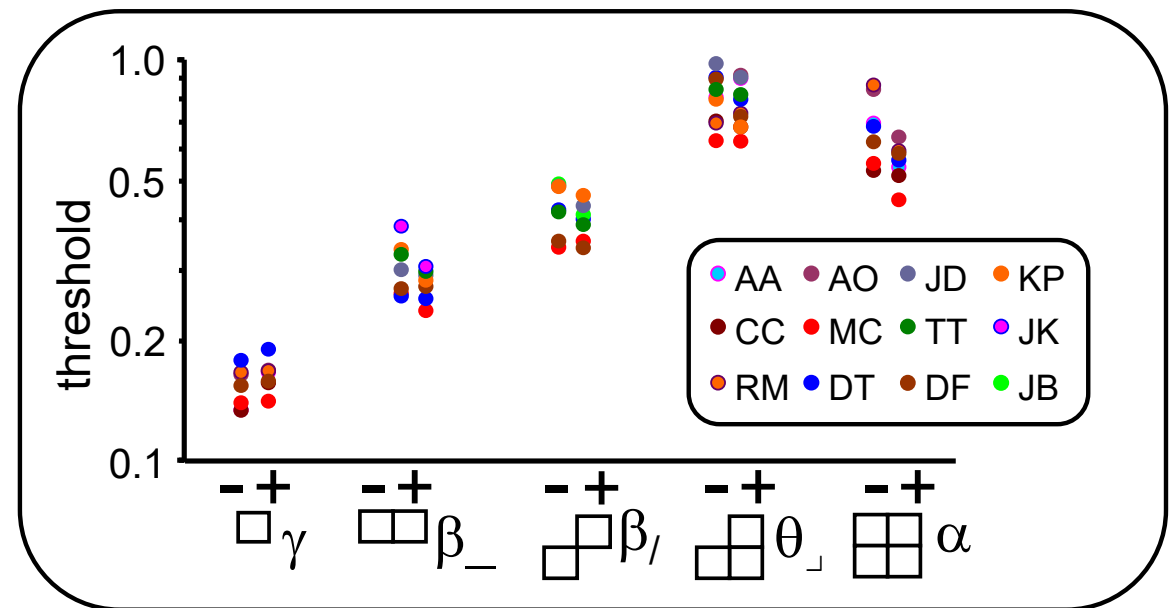 threshold
1.0
0.5
0.2
0.1
AA AO JD KP
CC MC TT JK
RM DT DF JB
- + - + - + - + - +
γ β_ β/ θ⌟ α